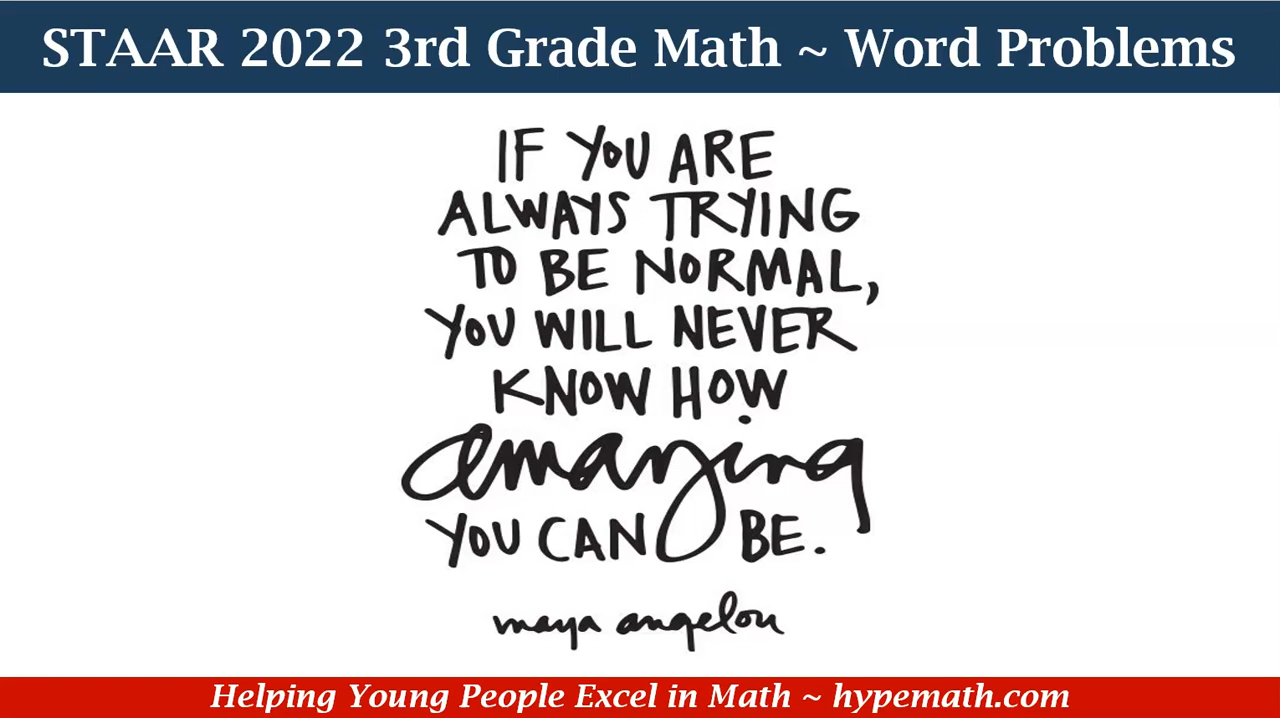 STAAR 2022 3rd Grade Math ~ Word Problems
IF YOU ARE
ALWAYS TRYING
TO BE NORMAL,
YOU WILL NEVER
KNOW HOW
amazing
YOU CAN BE.
maya angelou
Helping Young People Excel in Math ~ hypemath.com